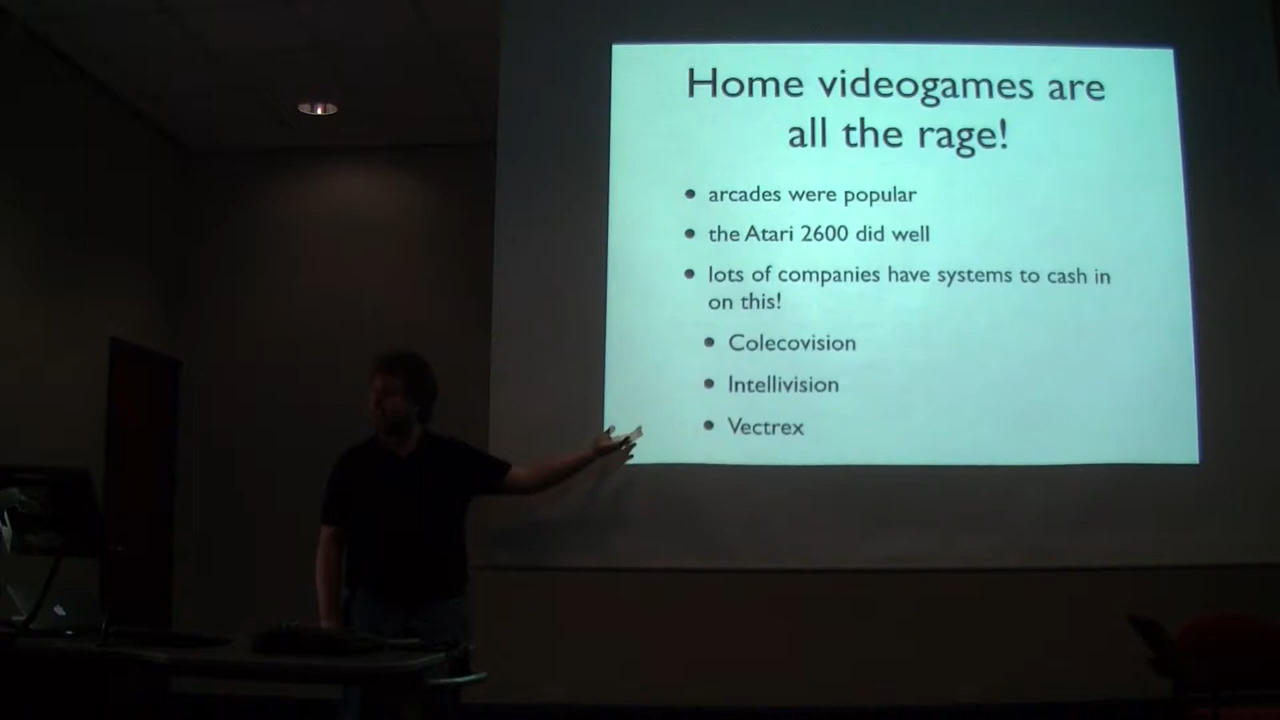 Home videogames are
all the rage!
• arcades were popular
• the Atari 2600 did well
• lots of companies have systems to cash in
on this!
• Colecovision
• Intellivision
• Vectrex